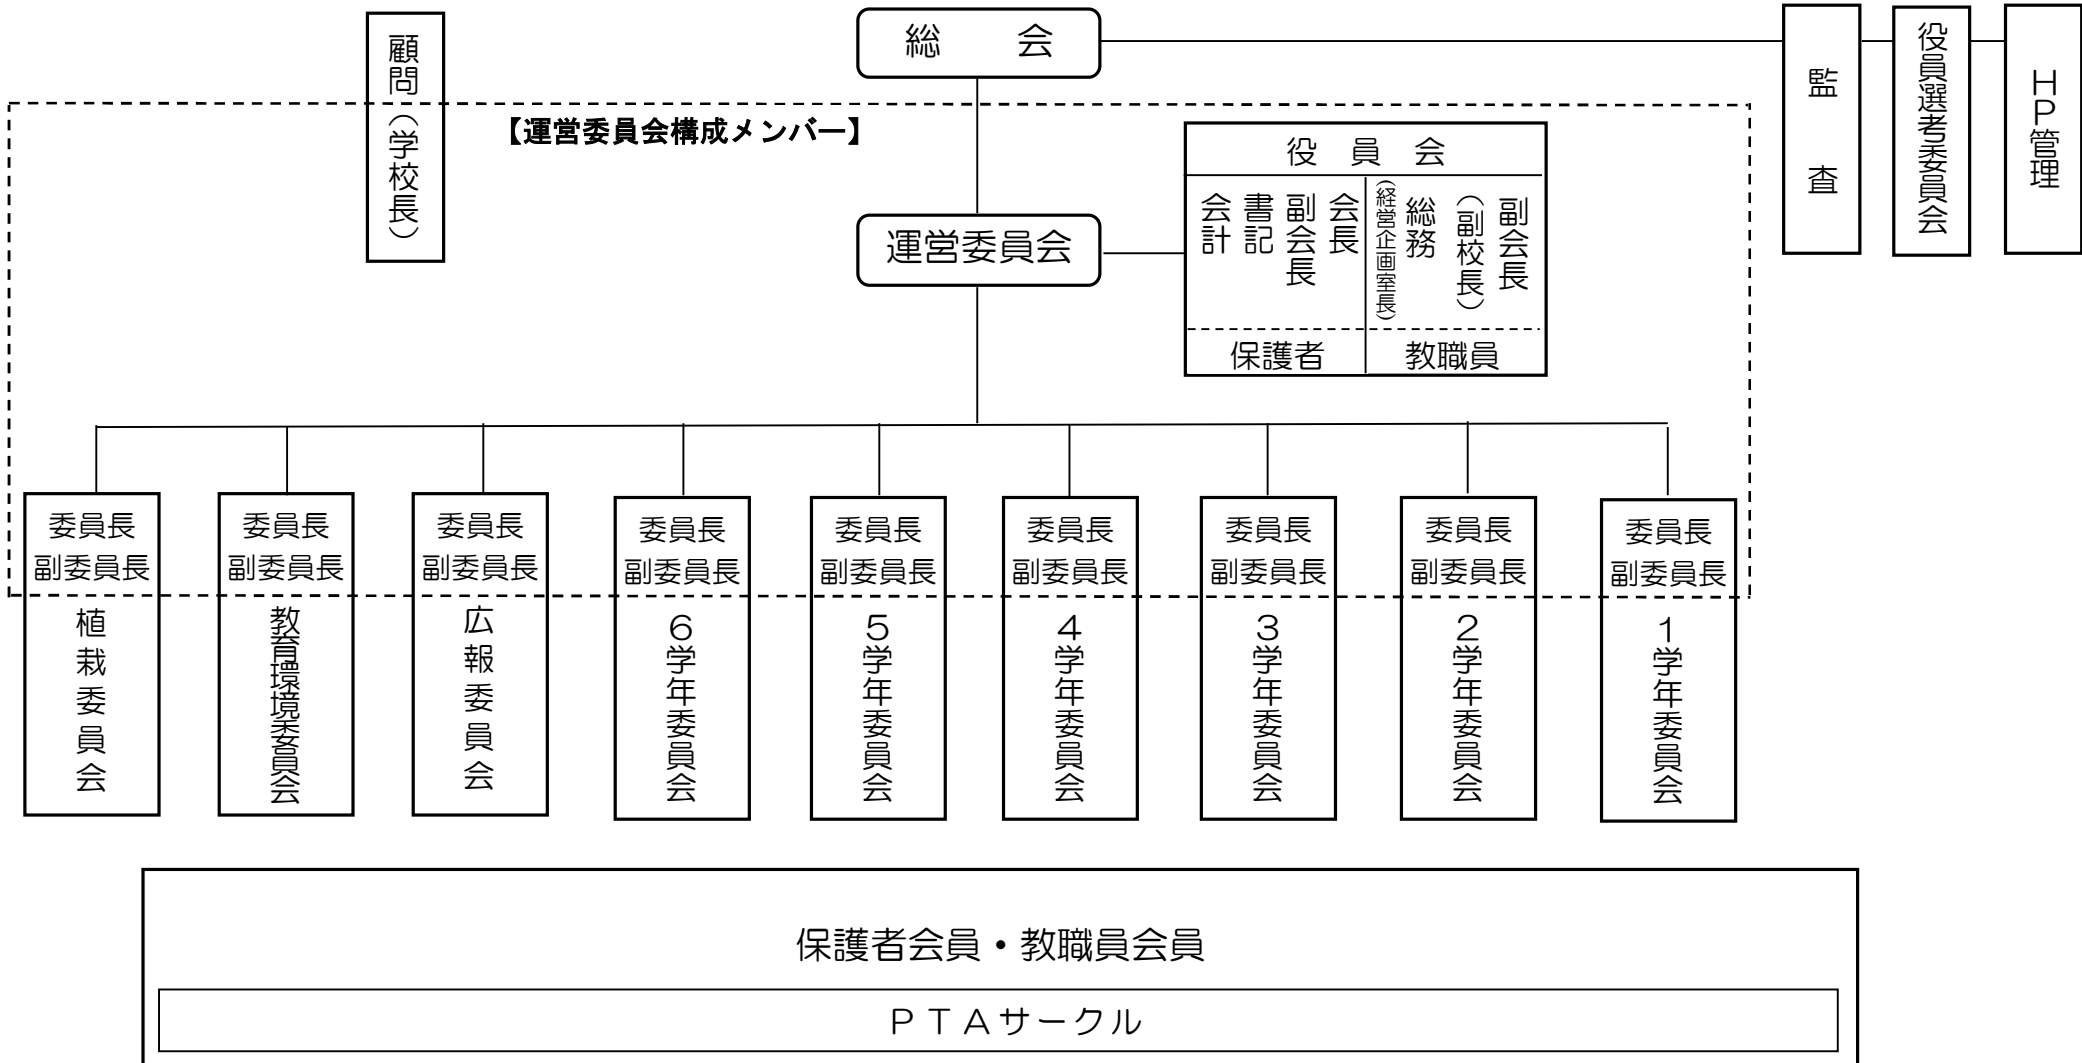 総　会
顧問（学校長）
監　査
役員選考委員会
ＨＰ管理
【運営委員会構成メンバー】
運営委員会
役　員　会
副会長
（副校長）
総務
（経営企画室長）
会長
副会長
書記
会計
保護者
教職員
委員長
副委員長
植栽委員会
委員長
副委員長
教育環境委員会
委員長
副委員長
広報委員会
委員長
副委員長
６学年委員会
委員長
副委員長
５学年委員会
委員長
副委員長
４学年委員会
委員長
副委員長
３学年委員会
委員長
副委員長
２学年委員会
委員長
副委員長
１学年委員会
保護者会員・教職員会員
ＰＴＡサークル